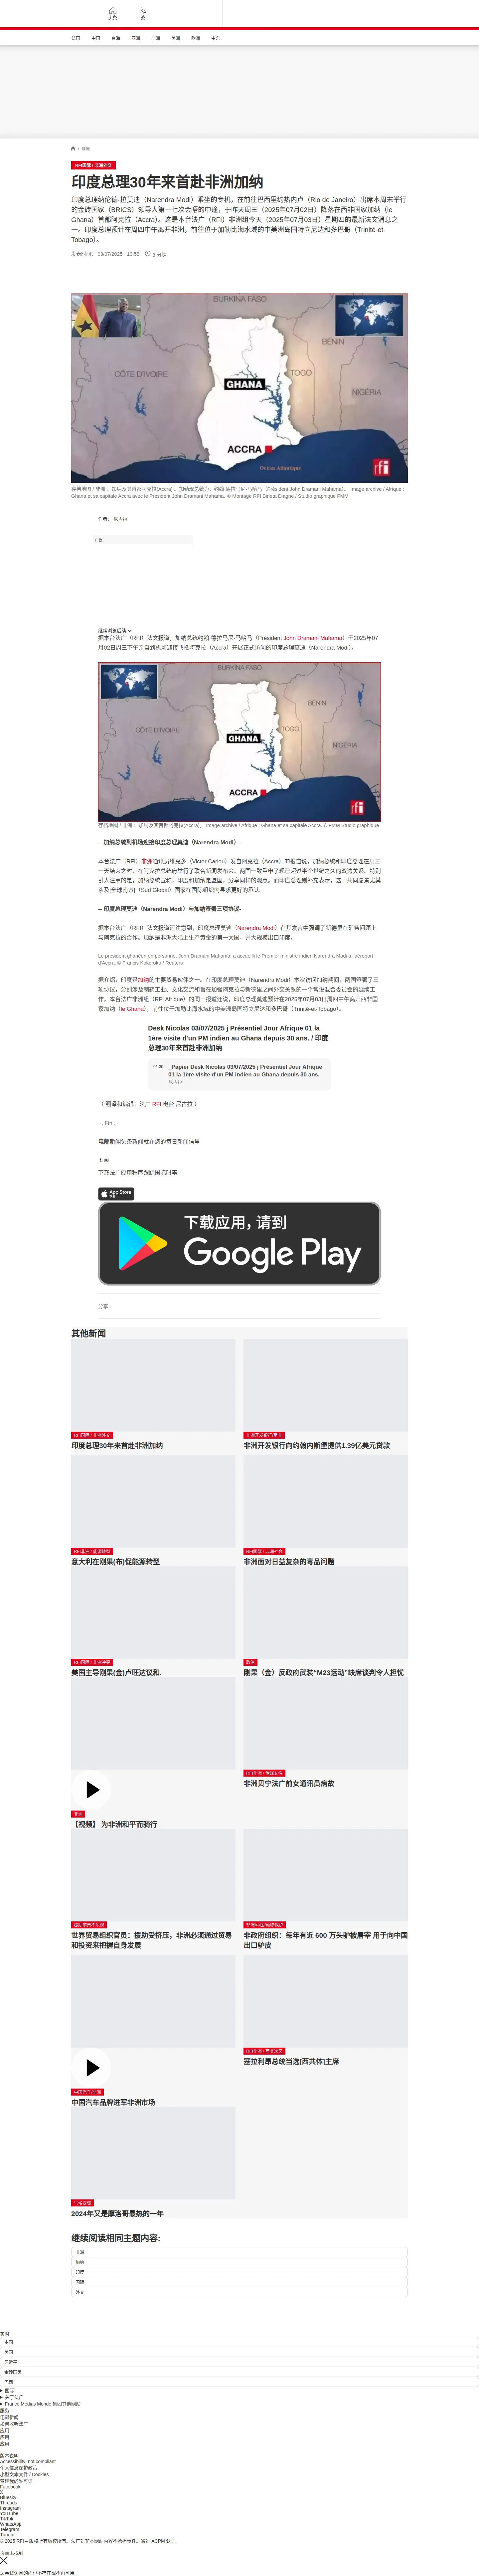 头条
繁
法国
中国
台海
亚洲
非洲
美洲
欧洲
中东
/ 非洲
RFI国际 / 非洲外交
印度总理30年来首赴非洲加纳
印度总理纳伦德·拉莫迪（Narendra Modi）乘坐的专机，在前往巴西里约热内卢（Rio de Janeiro）出席本周末举行
的金砖国家（BRICS）领导人第十七次会晤的中途，于昨天周三（2025年07月02日）降落在西非国家加纳（le
Ghana）首都阿克拉（Accra）。这是本台法广（RFI）非洲组今天（2025年07月03日）星期四的最新法文消息之
一。印度总理预计在周四中午离开非洲，前往位于加勒比海水域的中美洲岛国特立尼达和多巴哥（Trinité-et-
Tobago）。
发表时间： 03/07/2025 - 13:58
8 分钟
BURKINA FASO
BÉNIN
CÔTE D'IVOIRE
TOGO
NIGÉRIA
GHANA
ACCRA
Océan Atlantique
rfi
存档地图 / 非洲 ：加纳及其首都阿克拉(Accra) 、加纳现总统为：约翰·德拉马尼·马哈马（Président John Dramani Mahama）。 Image archive / Afrique :
Ghana et sa capitale Accra avec le Président John Dramani Mahama. © Montage RFI Bineta Diagne / Studio graphique FMM
作者： 尼古拉
广告
继续浏览后续
据本台法广（RFI）法文报道，加纳总统约翰·德拉马尼·马哈马（Président John Dramani Mahama）于2025年07
月02日周三下午亲自到机场迎接飞抵阿克拉（Accra）开展正式访问的印度总理莫迪（Narendra Modi）。
BURKINA FASO
BÉNIN
CÔTE D'IVOIRE
TOGO
NIGÉRIA
GHANA
ACCRA
rfi
存档地图 / 非洲 ：加纳及其首都阿克拉(Accra)。 Image archive / Afrique : Ghana et sa capitale Accra. © FMM Studio graphique
-- 加纳总统到机场迎接印度总理莫迪（Narendra Modi）-
本台法广（RFI）非洲通讯员维克多（Victor Cariou）发自阿克拉（Accra）的报道说，加纳总统和印度总理在周三
一天结束之时，在阿克拉总统府举行了联合新闻发布会。两国一致重申了现已超过半个世纪之久的双边关系。特别
引人注意的是，加纳总统宣称，印度和加纳是盟国。分享同样的观点。而印度总理则补充表示，这一共同愿景尤其
涉及[全球南方]（Sud Global）国家在国际组织内寻求更好的承认。
-- 印度总理莫迪（Narendra Modi）与加纳签署三项协议-
据本台法广（RFI）法文报道还注意到，印度总理莫迪（Narendra Modi）在其发言中强调了新德里在矿务问题上
与阿克拉的合作。加纳是非洲大陆上生产黄金的第一大国，并大规模出口印度。
Le président ghanéen en personne, John Dramani Mahama, a accueilli le Premier ministre indien Narendra Modi à l'aéroport
d'Accra. © Francis Kokoroko / Reuters
据介绍，印度是加纳的主要贸易伙伴之一。在印度总理莫迪（Narendra Modi）本次访问加纳期间，两国签署了三
项协议，分别涉及制药工业、文化交流和旨在加强阿克拉与新德里之间外交关系的一个常设混合委员会的延续工
作。本台法广非洲组（RFI Afrique）的同一报道还说，印度总理莫迪预计在2025年07月03日周四中午离开西非国
家加纳（le Ghana），前往位于加勒比海水域的中美洲岛国特立尼达和多巴哥（Trinité-et-Tobago）。
Desk Nicolas 03/07/2025 j Présentiel Jour Afrique 01 la
1ère visite d'un PM indien au Ghana depuis 30 ans. / 印度
总理30年来首赴非洲加纳
01:30
_Papier Desk Nicolas 03/07/2025 j Présentiel Jour Afrique
01 la 1ère visite d'un PM indien au Ghana depuis 30 ans.
尼古拉
（ 翻译和编辑：法广 RFI 电台 尼古拉 ）
~. Fin .~
电邮新闻头条新闻就在您的每日新闻信里
订阅
下载法广应用程序跟踪国际时事
App Store
下载应用，请到
Google Play
分享 :
其他新闻
RFI国际 / 非洲外交
印度总理30年来首赴非洲加纳
非洲开发银行向约翰内斯堡提供1.39亿美元贷款
RFI非洲 / 能源转型
意大利在刚果(布)促能源转型
RFI国际 / 非洲社会
非洲面对日益复杂的毒品问题
RFI国际 / 非洲冲突
美国主导刚果(金)卢旺达议和.
政治
刚果（金）反政府武装“M23运动”缺席谈判令人担忧
非洲
【视频】 为非洲和平而骑行
RFI非洲 / 传媒女性
非洲贝宁法广前女通讯员病故
援助招架不乐观
世界贸易组织官员：援助受挤压，非洲必须通过贸易
和投资来把握自身发展
非洲/中国/动物保护
非政府组织：每年有近 600 万头驴被屠宰 用于向中国
出口驴皮
中国汽车/非洲
中国汽车品牌进军非洲市场
RFI非洲 / 西非次区
塞拉利昂总统当选[西共体]主席
气候变暖
2024年又是摩洛哥最热的一年
继续阅读相同主题内容:
非洲
加纳
印度
国际
外交
实时
中国
美国
习近平
金砖国家
巴西
国际
关于法广
France Médias Monde 集团其他网站
服务
电邮新闻
如何收听法广
应用
应用
应用
版本说明
Accessibility: not compliant
个人信息保护政策
小型文本文件 / Cookies
管理我的许可证
Facebook
X
Bluesky
Threads
Instagram
YouTube
TikTok
WhatsApp
Telegram
TuneIn
© 2025 RFI – 版权所有版权所有。法广对非本网站内容不承担责任。通过 ACPM 认证。
页面未找到
您尝试访问的内容不存在或不再可用。